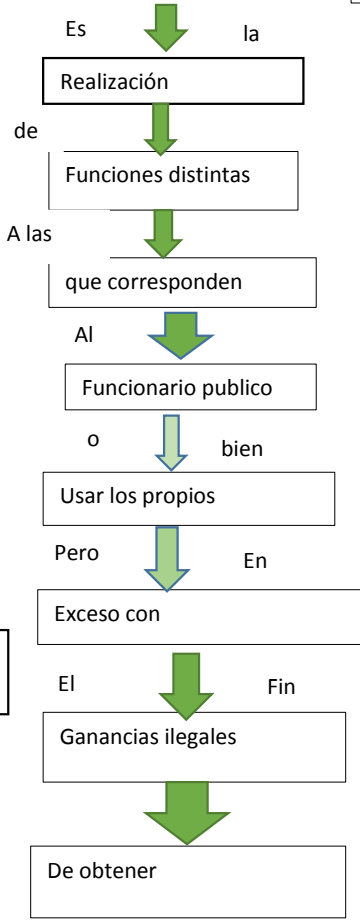 Es la
Realización
de
Funciones distintas
A las
que corresponden
Al
Funcionario publico
o bien
Usar los propios
Pero En
Exceso con
El Fin
Ganancias ilegales
De obtener